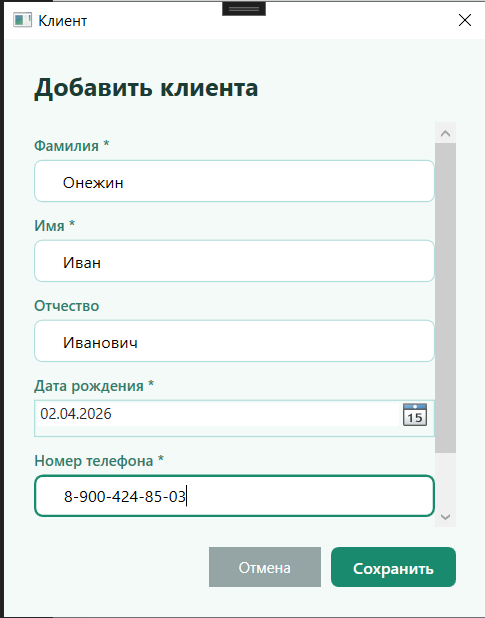 Клиент
Добавить клиента
Фамилия *
Онежин
Имя *
Иван
Отчество
Иванович
Дата рождения *
02.04.2026
15
Номер телефона *
8-900-424-85-03
Отмена
Сохранить